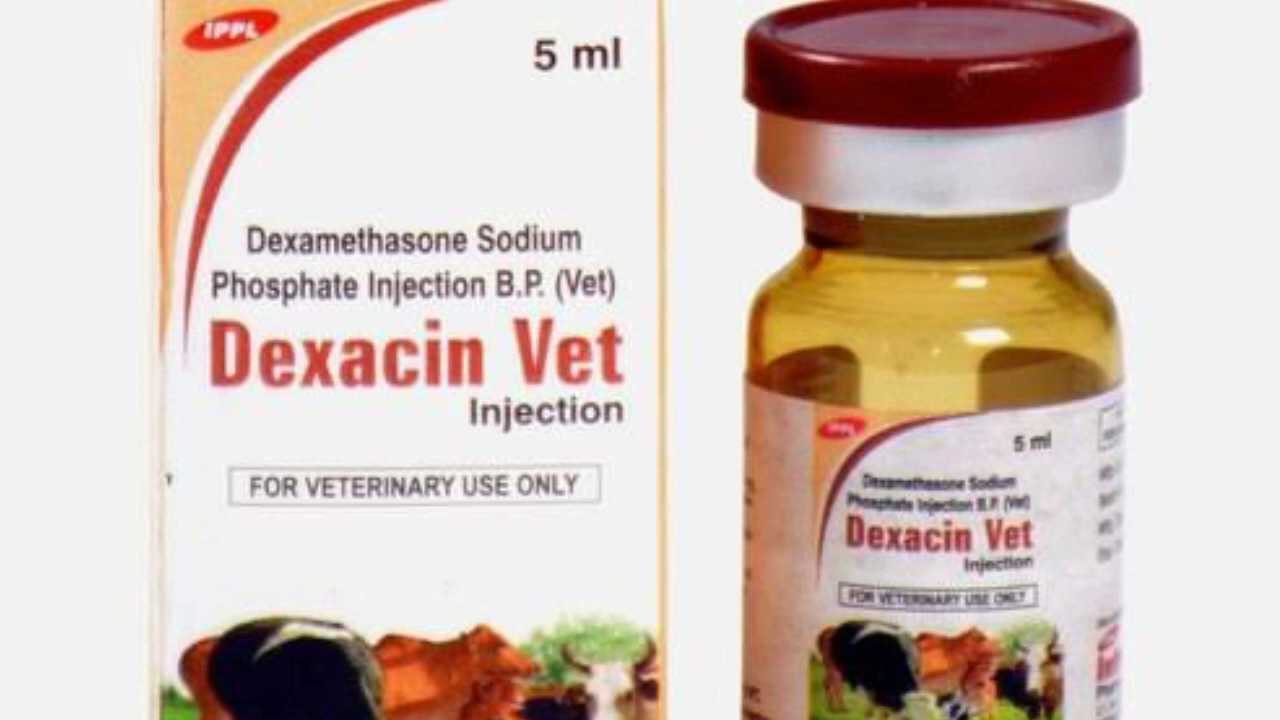 IPPL
5 ml
Dexamethasone Sodium
Phosphate Injection B.P. (Vet)
Dexacin Vet
Injection
FOR VETERINARY USE ONLY
IPPL
5 ml
Dexamethasone Sodium
Phosphate Injection B.P. (Vet)
Dexacin Vet
Injection
FOR VETERINARY USE ONLY